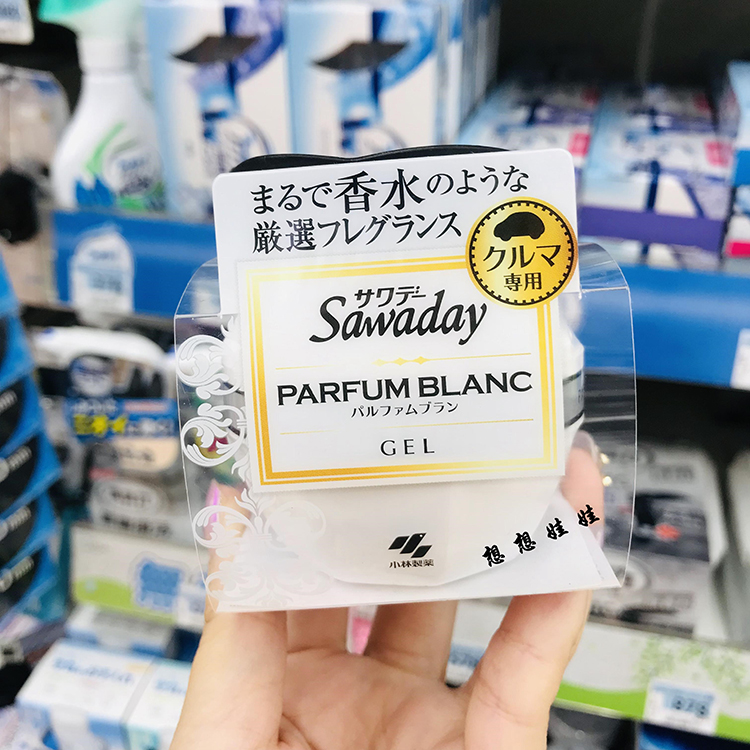 まるで香水のような
厳選フレグランス
クルマ
専用
サワデー
Sawaday
PARFUM BLANC
パルファムブラン
GEL
小林製薬
想想娃娃